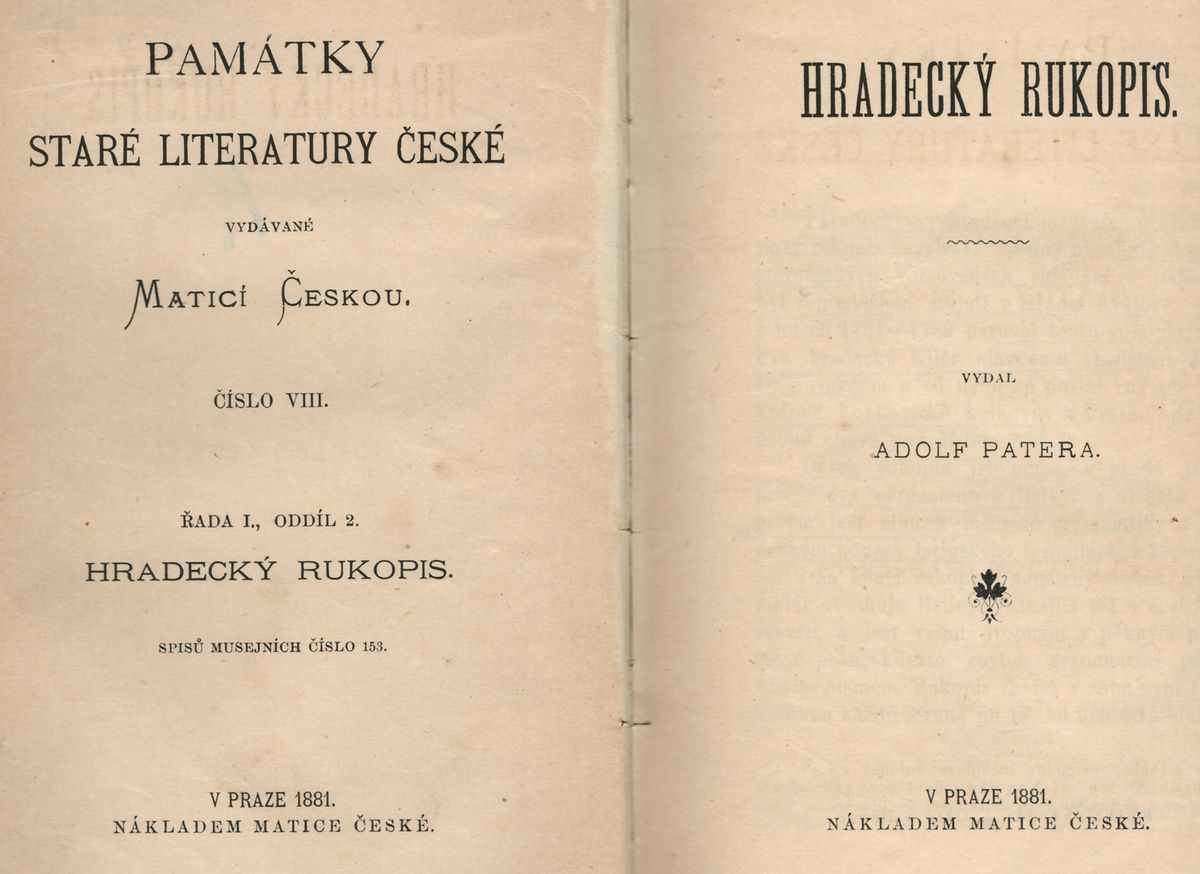 PAMÁTKY
STARÉ LITERATURY ČESKÉ
VYDÁVANÉ
MATICÍ ČESKOU.
ČÍSLO VIII.
ŘADA I., ODDÍL 2.
HRADECKÝ RUKOPIS.
SPISŮ MUSEJNÍCH ČÍSLO 153.
V PRAZE 1881.
NÁKLADEM MATICE ČESKÉ.
HRADECKÝ RUKOPIS.
VYDAL
ADOLF PATERA.
V PRAZE 1881.
NÁKLADEM MATICE ČESKÉ.